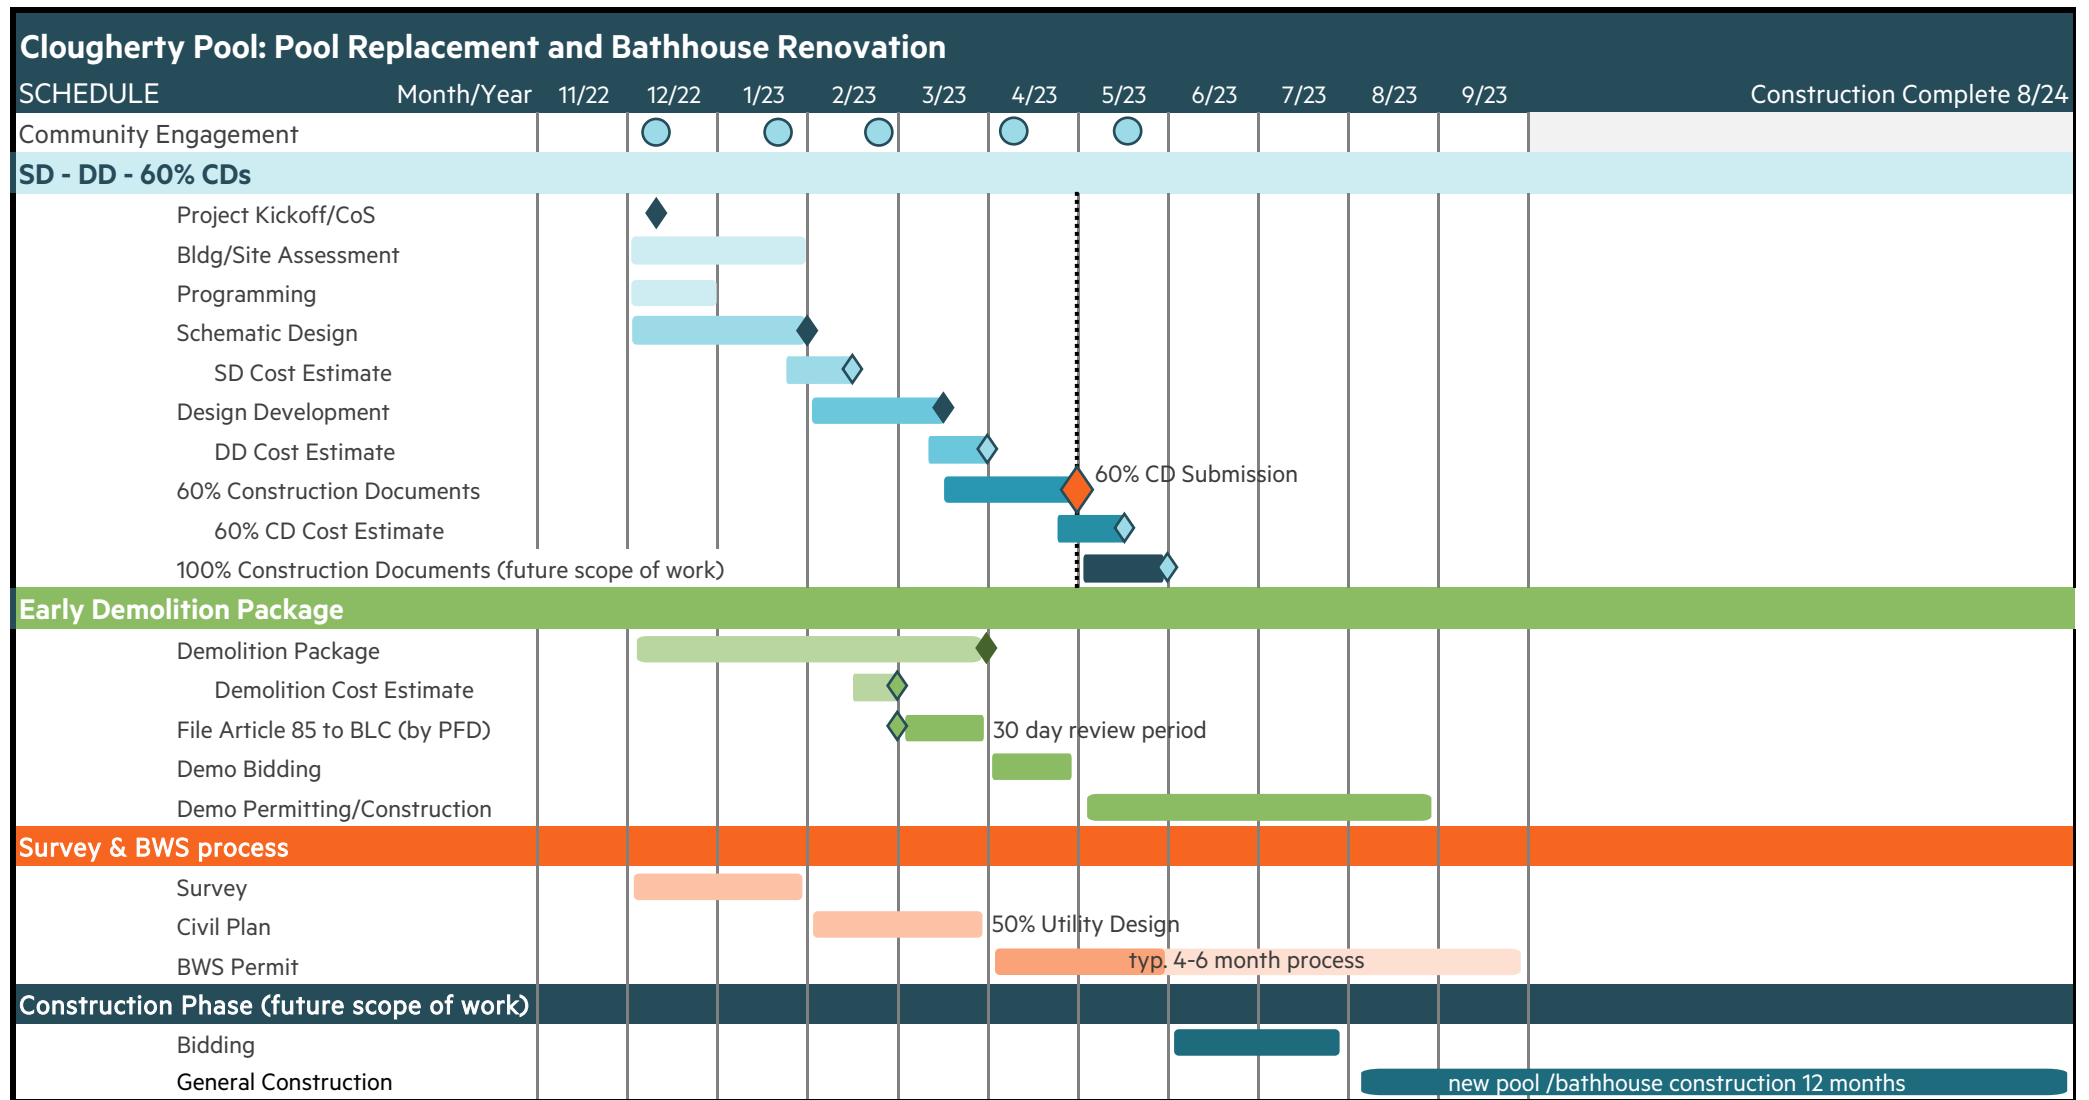 Clougherty Pool: Pool Replacement and Bathhouse Renovation
SCHEDULE Month/Year 11/22 12/22 1/23 2/23 3/23 4/23 5/23 6/23 7/23 8/23 9/23 Construction Complete 8/24
Community Engagement
SD - DD - 60% CDs
Project Kickoff/CoS
Bldg/Site Assessment
Programming
Schematic Design
SD Cost Estimate
Design Development
DD Cost Estimate
60% CD Submission
60% Construction Documents
60% CD Cost Estimate
100% Construction Documents (future scope of work)
Early Demolition Package
Demolition Package
Demolition Cost Estimate
File Article 85 to BLC (by PFD) 30 day review period
Demo Bidding
Demo Permitting/Construction
Survey & BWS process
Survey
Civil Plan 50% Utility Design
BWS Permit typ. 4-6 month process
Construction Phase (future scope of work)
Bidding
General Construction new pool /bathhouse construction 12 months